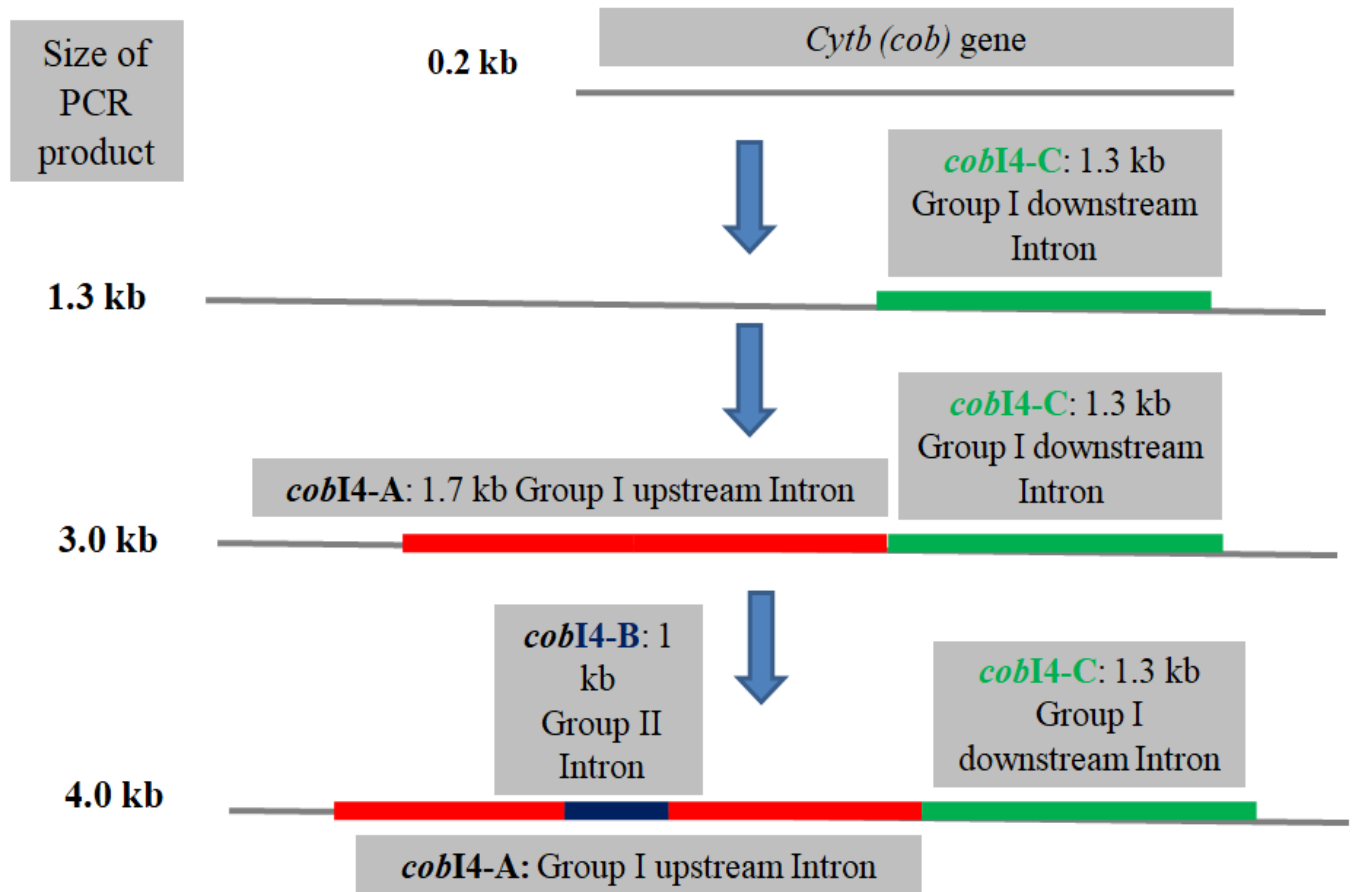 Size of
PCR
product
0.2 kb
Cytb (cob) gene
cobI4-C: 1.3 kb
Group I downstream
Intron
1.3 kb
cobI4-C: 1.3 kb
Group I downstream
Intron
cobI4-A: 1.7 kb Group I upstream Intron
3.0 kb
cobI4-B: 1
kb
Group II
Intron
cobI4-C: 1.3 kb
Group I
downstream Intron
4.0 kb
cobI4-A: Group I upstream Intron